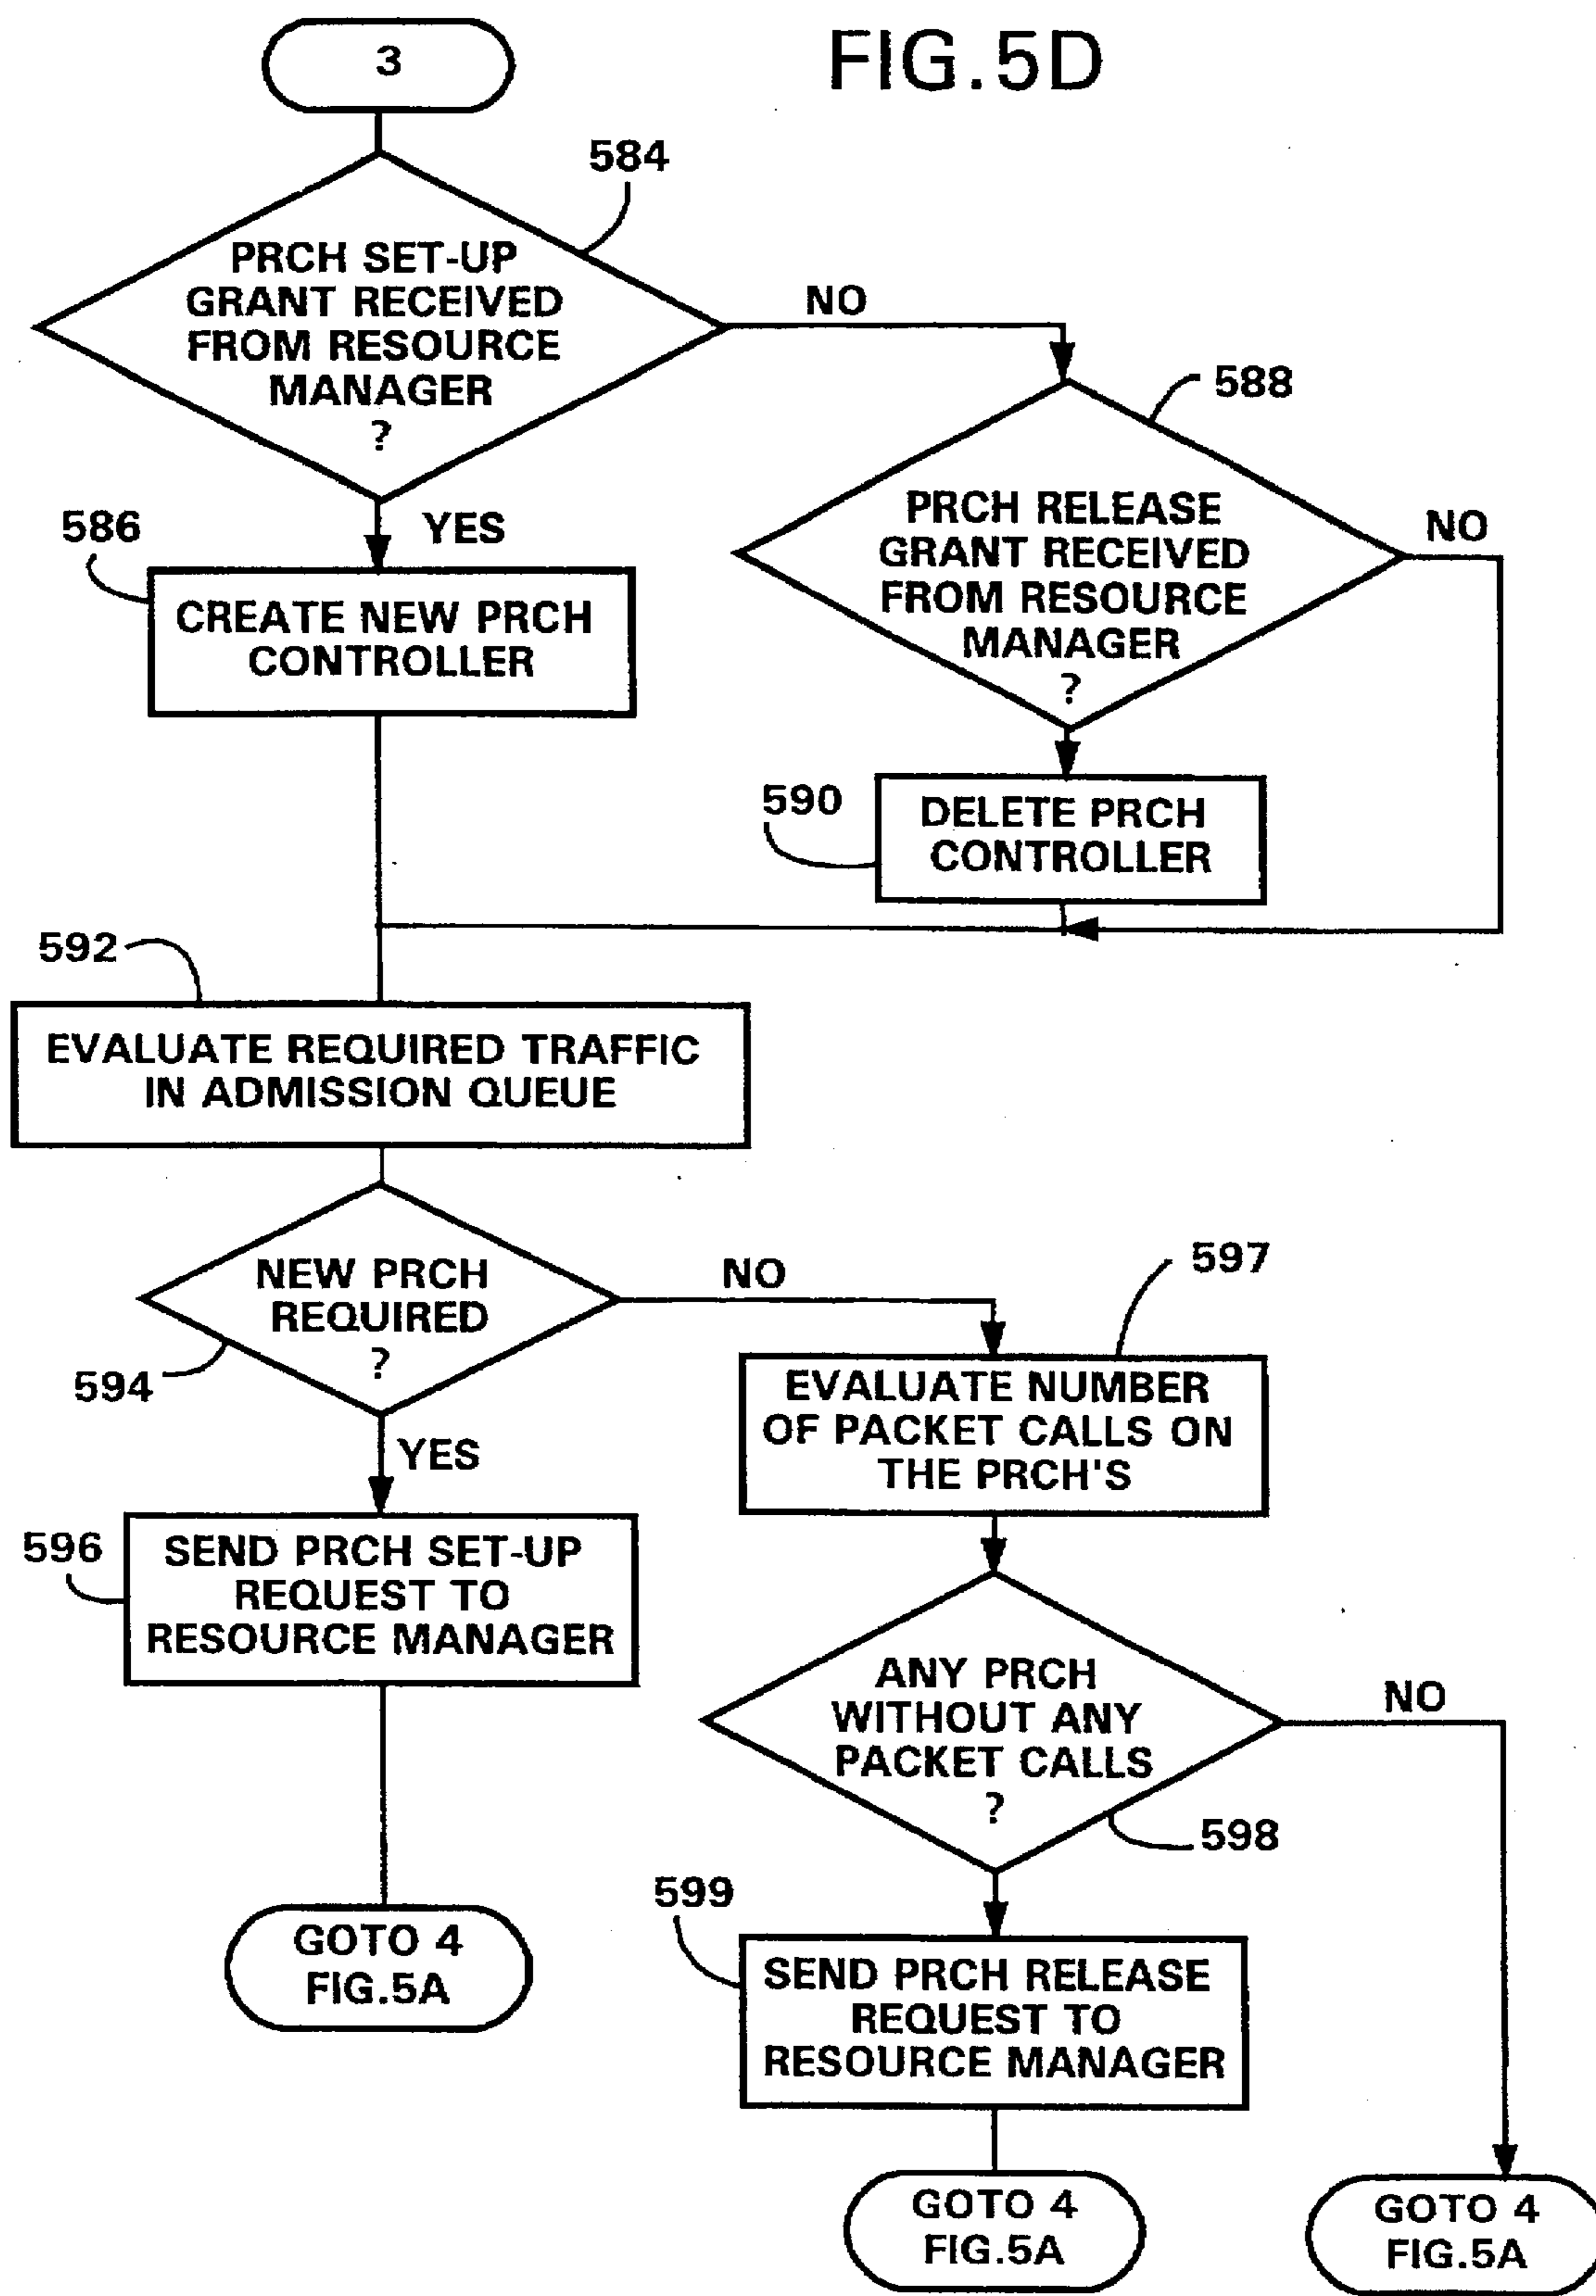 FIG.5D
3
584
PRCH SET-UP
GRANT RECEIVED
FROM RESOURCE
MANAGER
?
NO
588
PRCH RELEASE
GRANT RECEIVED
FROM RESOURCE
MANAGER
?
NO
YES
586
CREATE NEW PRCH
CONTROLLER
590
DELETE PRCH
CONTROLLER
592
EVALUATE REQUIRED TRAFFIC
IN ADMISSION QUEUE
NEW PRCH
REQUIRED
?
594
NO
597
EVALUATE NUMBER
OF PACKET CALLS ON
THE PRCH'S
YES
596
SEND PRCH SET-UP
REQUEST TO
RESOURCE MANAGER
GOTO 4
FIG.5A
ANY PRCH
WITHOUT ANY
PACKET CALLS
?
598
NO
599
SEND PRCH RELEASE
REQUEST TO
RESOURCE MANAGER
GOTO 4
FIG.5A
GOTO 4
FIG.5A